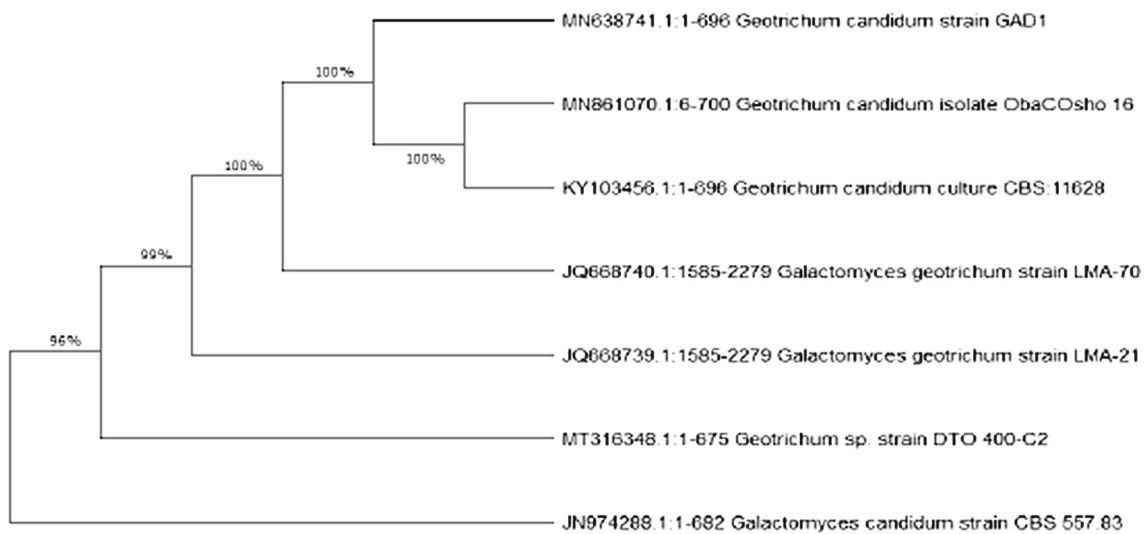 MN638741.1:1-696 Geotrichum candidum strain GAD1
100%
MN861070.1:6-700 Geotrichum candidum isolate ObaCOsho 16
100%
100%
KY103456.1:1-696 Geotrichum candidum culture CBS:11628
99%
JQ668740.1:1585-2279 Galactomyces geotrichum strain LMA-70
96%
JQ668739.1:1585-2279 Galactomyces geotrichum strain LMA-21
MT316348.1:1-675 Geotrichum sp. strain DTO 400-C2
JN974288.1:1-682 Galactomyces candidum strain CBS 557.83